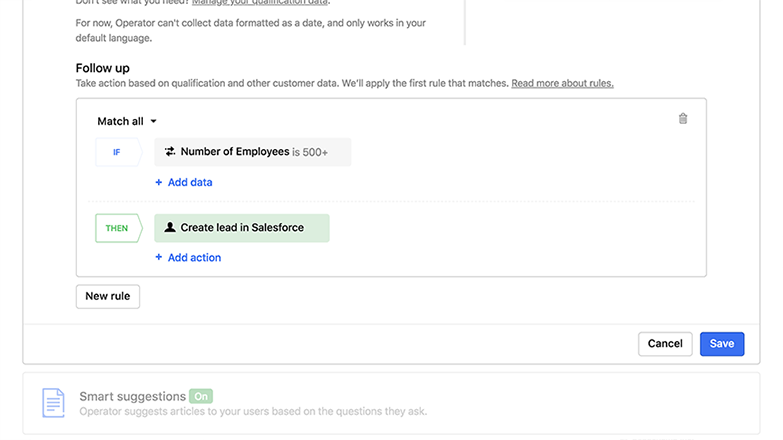 Don't see what you need? Manage your qualification data.
For now, Operator can't collect data formatted as a date, and only works in your
default language.
Follow up
Take action based on qualification and other customer data. We'll apply the first rule that matches. Read more about rules.
Match all
IF
Number of Employees is 500+
+ Add data
THEN
Create lead in Salesforce
+ Add action
New rule
Cancel
Save
Smart suggestions On
Operator suggests articles to your users based on the questions they ask.